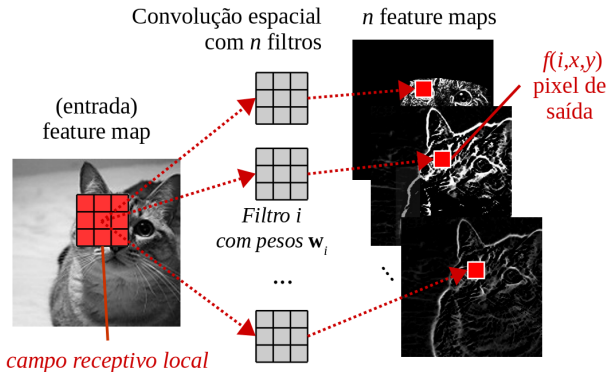 Convolução espacial
com n filtros
n feature maps
f(i,x,y)
pixel de
saída
(entrada)
feature map
Filtro i
com pesos wᵢ
...
...
campo receptivo local